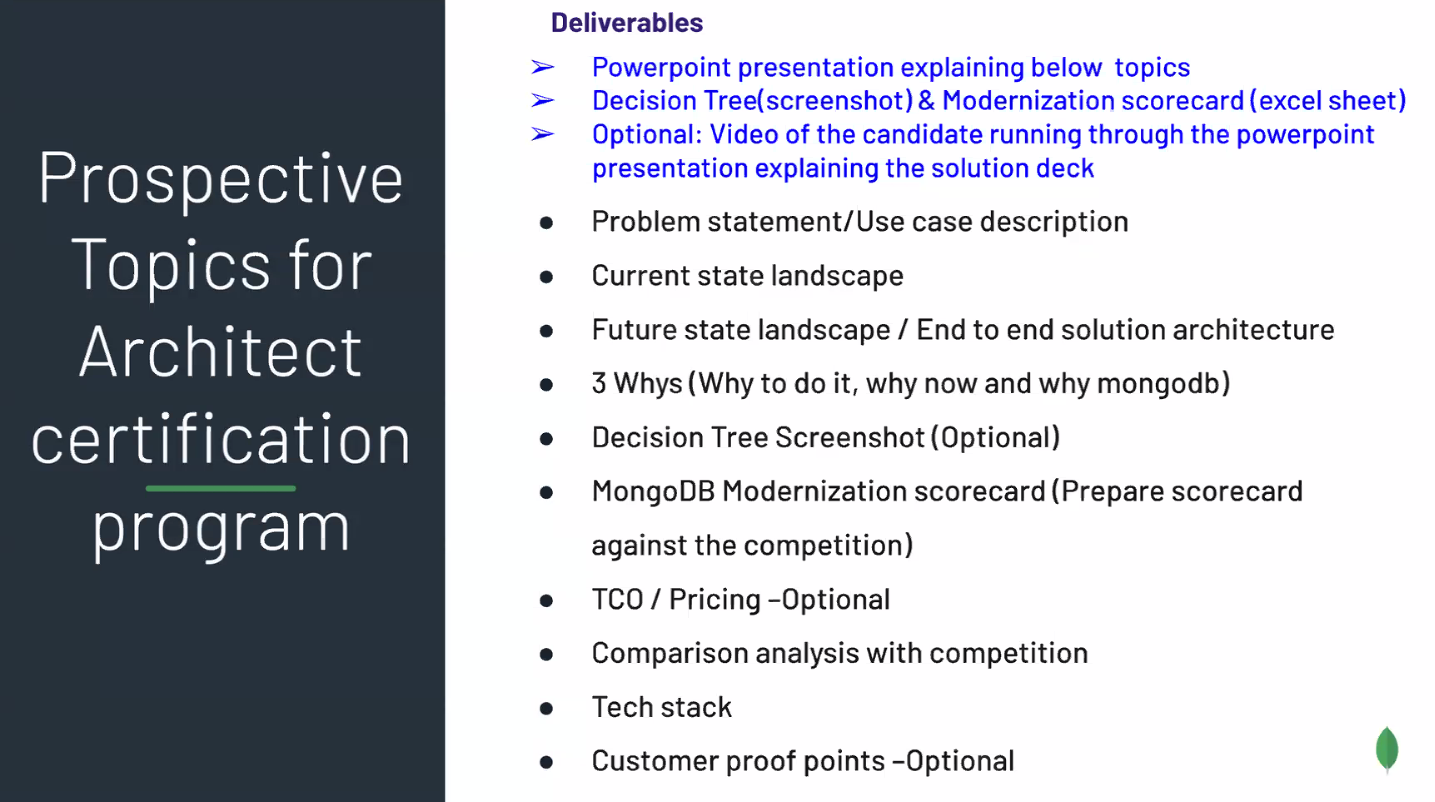 Prospective
Topics for
Architect
certification
program
Deliverables
➢ Powerpoint presentation explaining below topics
➢ Decision Tree(screenshot) & Modernization scorecard (excel sheet)
➢ Optional: Video of the candidate running through the powerpoint
presentation explaining the solution deck
● Problem statement/Use case description
● Current state landscape
● Future state landscape / End to end solution architecture
● 3 Whys (Why to do it, why now and why mongodb)
● Decision Tree Screenshot (Optional)
● MongoDB Modernization scorecard (Prepare scorecard
against the competition)
● TCO / Pricing –Optional
● Comparison analysis with competition
● Tech stack
● Customer proof points –Optional